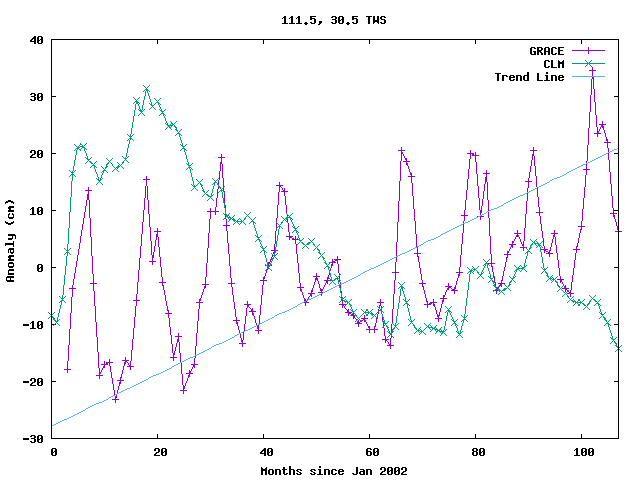 111.5, 30.5 TWS
GRACE
CLM
Trend Line
40
30
20
10
0
-10
-20
-30
Anomaly (cm)
0 20 40 60 80 100
Months since Jan 2002